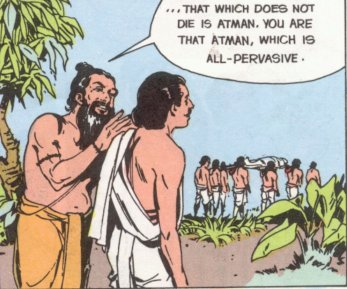 ...THAT WHICH DOES NOT
DIE IS ATMAN. YOU ARE
THAT ATMAN, WHICH IS
ALL-PERVASIVE.